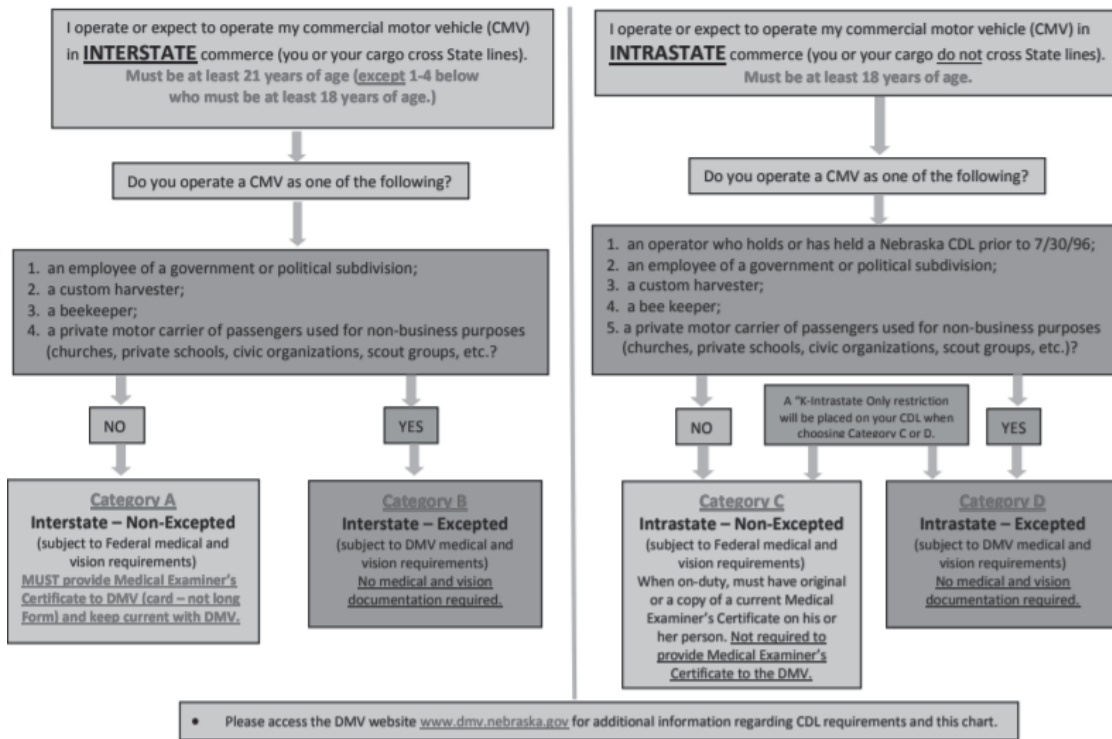 I operate or expect to operate my commercial motor vehicle (CMV)
in INTERSTATE commerce (you or your cargo cross State lines).
Must be at least 21 years of age (except 1-4 below
who must be at least 18 years of age.)
Do you operate a CMV as one of the following?
1. an employee of a government or political subdivision;
2. a custom harvester;
3. a beekeeper;
4. a private motor carrier of passengers used for non-business purposes
(churches, private schools, civic organizations, scout groups, etc.?
NO
YES
Category A
Interstate – Non-Excepted
(subject to Federal medical and
vision requirements)
MUST provide Medical Examiner's
Certificate to DMV (card – not long
Form) and keep current with DMV.
Category B
Interstate – Excepted
(subject to DMV medical and
vision requirements)
No medical and vision
documentation required.
I operate or expect to operate my commercial motor vehicle (CMV) in
INTRASTATE commerce (you or your cargo do not cross State lines).
Must be at least 18 years of age.
Do you operate a CMV as one of the following?
1. an operator who holds or has held a Nebraska CDL prior to 7/30/96;
2. an employee of a government or political subdivision;
3. a custom harvester;
4. a bee keeper;
5. a private motor carrier of passengers used for non-business purposes
(churches, private schools, civic organizations, scout groups, etc.)?
NO
A "K-Intrastate Only restriction
will be placed on your CDL when
choosing Category C or D.
YES
Category C
Intrastate – Non-Excepted
(subject to Federal medical and
vision requirements)
When on-duty, must have original
or a copy of a current Medical
Examiner's Certificate on his or
her person. Not required to
provide Medical Examiner's
Certificate to the DMV.
Category D
Intrastate – Excepted
(subject to DMV medical and
vision requirements)
No medical and vision
documentation required.
• Please access the DMV website www.dmv.nebraska.gov for additional information regarding CDL requirements and this chart.